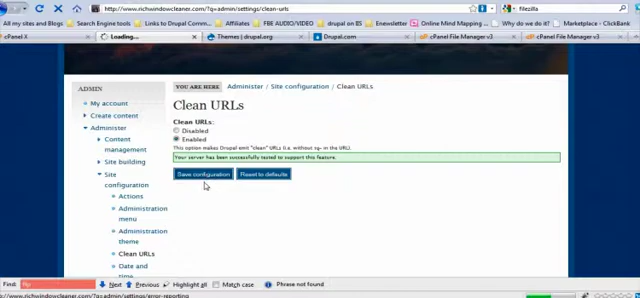 http://www.richwindowcleaner.com/?q=admin/settings/clean-urls
filezilla
All my stuff and Blogs
Search Engine tools
Links to Drupal Comm...
Affiliates
FBE AUDIO/VIDEO
drupal on IIS
Enewsletter
Online Mind Mapping ...
Why do we do it?
Marketplace - ClickBank
cPanel X
Loading...
Themes | drupal.org
Drupal.com
cPanel File Manager v3
cPanel File Manager v3
ADMIN
My account
Create content
Administer
Content management
Site building
Site configuration
Actions
Administration menu
Administration theme
Clean URLs
Date and time
YOU ARE HERE
Administer / Site configuration / Clean URLs
Clean URLs
Clean URLs:
Disabled
Enabled
This option makes Drupal emit "clean" URLs (i.e. without ?q= in the URL).
Your server has been successfully tested to support this feature.
Save configuration
Reset to defaults
Find:
Next
Previous
Highlight all
Match case
Phrase not found
www.richwindowcleaner.com/?q=admin/settings/error-reporting